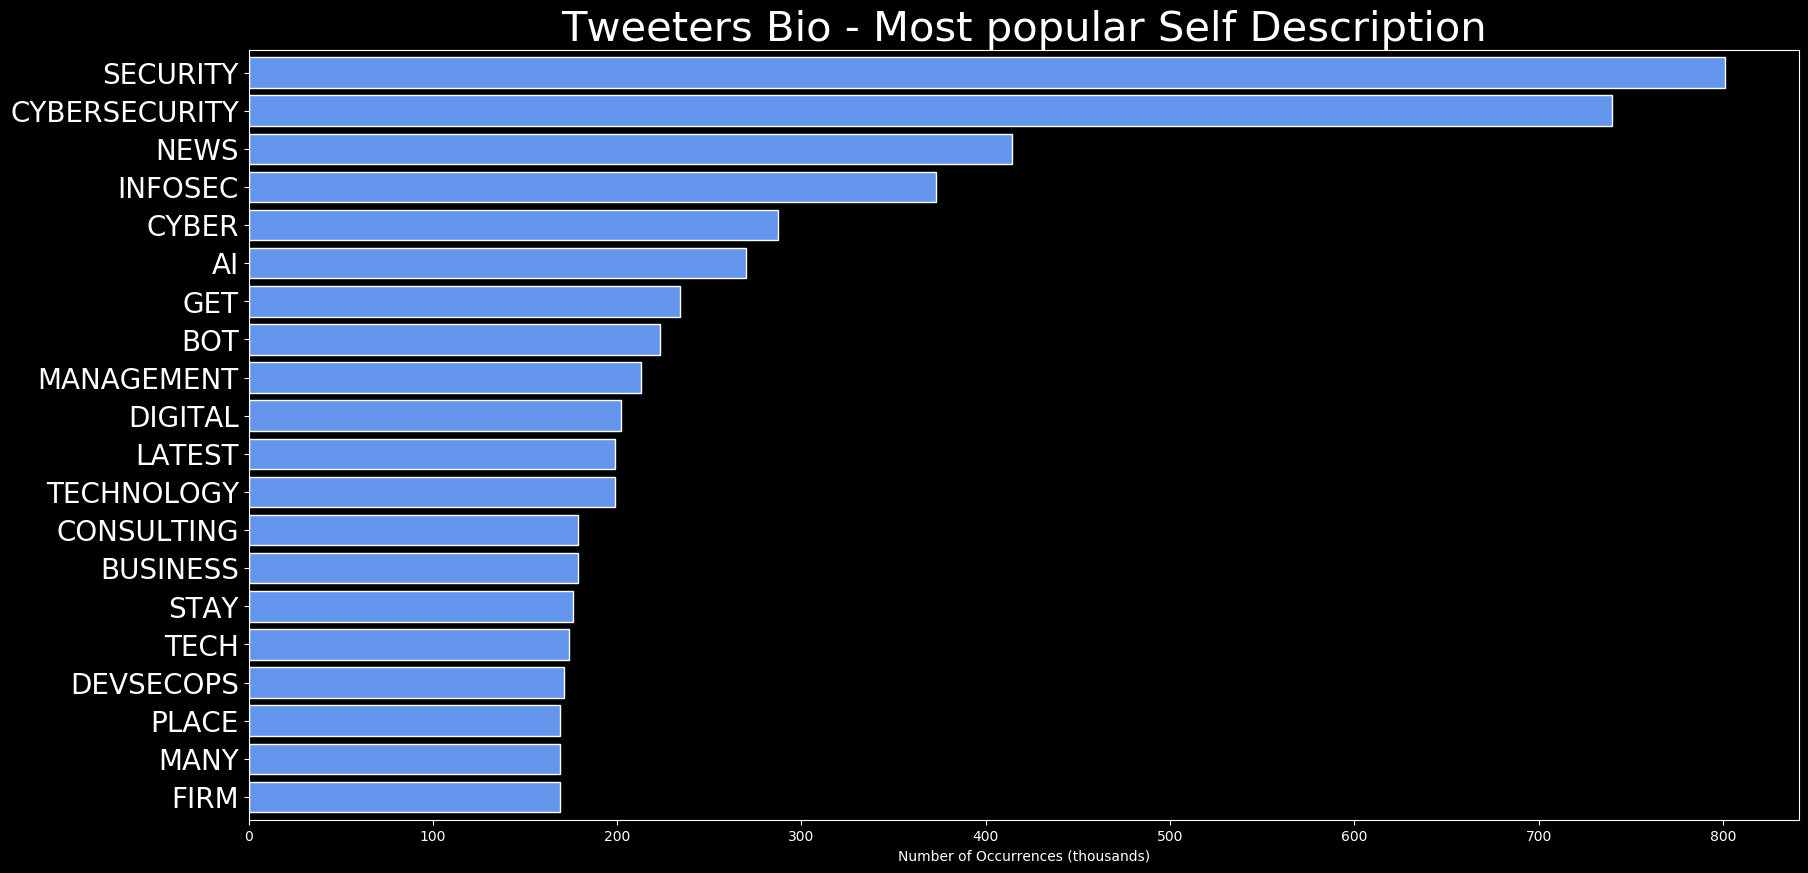 Tweeters Bio - Most popular Self Description
SECURITY
CYBERSECURITY
NEWS
INFOSEC
CYBER
AI
GET
BOT
MANAGEMENT
DIGITAL
LATEST
TECHNOLOGY
CONSULTING
BUSINESS
STAY
TECH
DEVSECOPS
PLACE
MANY
FIRM
0 100 200 300 400 500 600 700 800
Number of Occurrences (thousands)